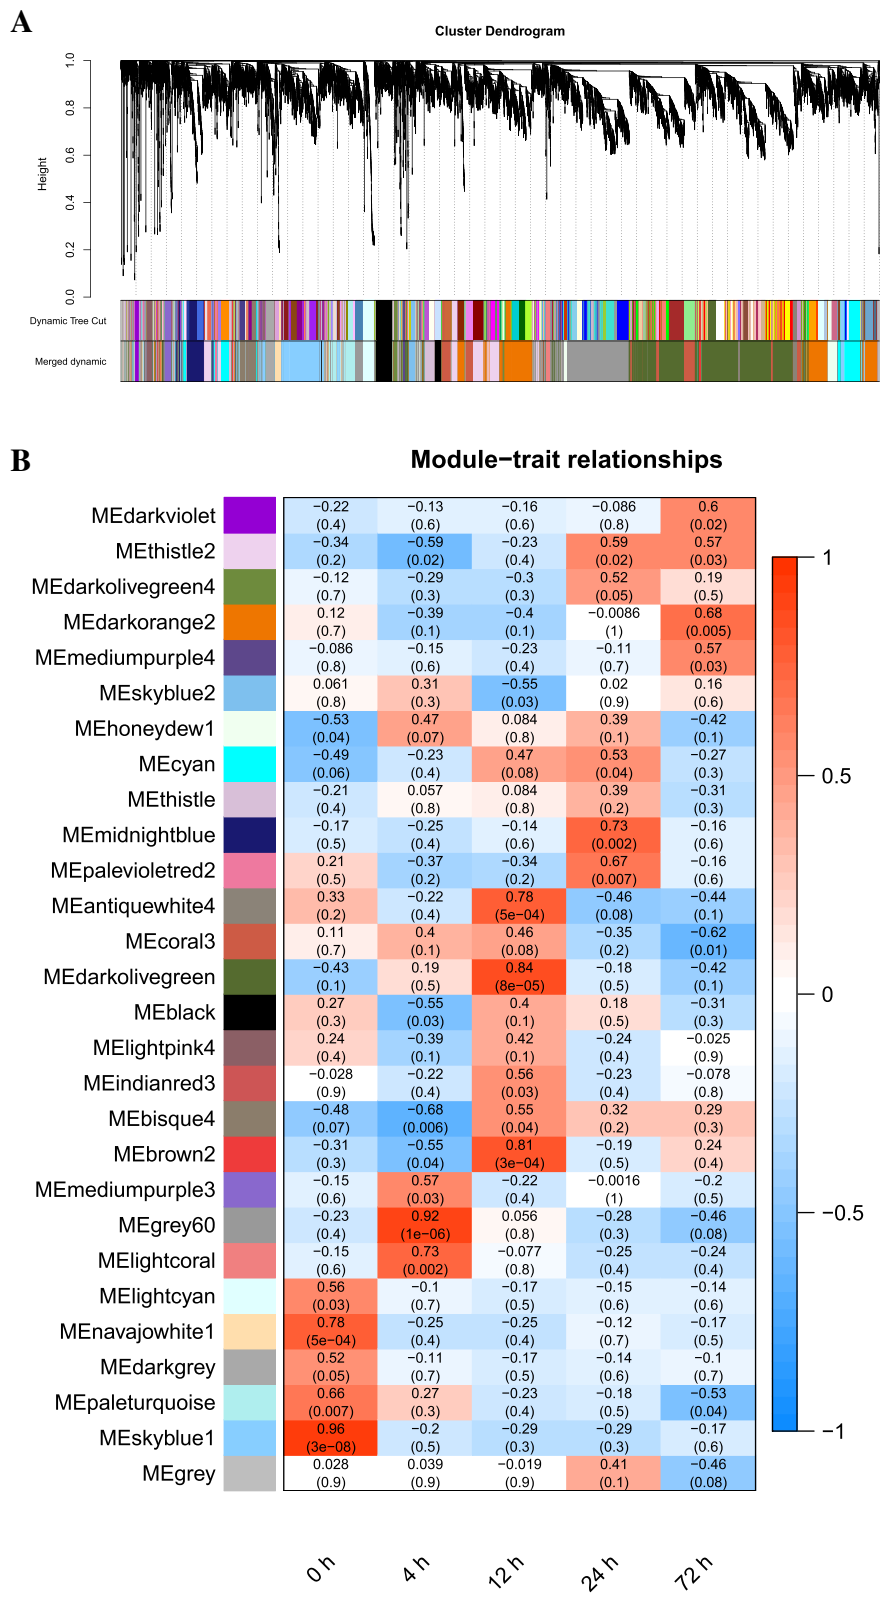 A
Cluster Dendrogram
Height
1.0
0.8
0.6
0.4
0.2
0.0
Dynamic Tree Cut
Merged dynamic
B
Module−trait relationships
MEdarkviolet −0.22 −0.13 −0.16 −0.086 0.6
(0.4) (0.6) (0.6) (0.8) (0.02)
MEthistle2 −0.34 −0.59 −0.23 0.59 0.57
(0.2) (0.02) (0.4) (0.02) (0.03)
MEdarkolivegreen4 −0.12 −0.29 −0.3 0.52 0.19
(0.7) (0.3) (0.3) (0.05) (0.5)
MEdarkorange2 0.12 −0.39 −0.4 −0.0086 0.68
(0.7) (0.1) (0.1) (1) (0.005)
MEmediumpurple4 −0.086 −0.15 −0.23 −0.11 0.57
(0.8) (0.6) (0.4) (0.7) (0.03)
MEskyblue2 0.061 0.31 −0.55 0.02 0.16
(0.8) (0.3) (0.03) (0.9) (0.6)
MEhoneydew1 −0.53 0.47 0.084 0.39 −0.42
(0.04) (0.07) (0.8) (0.1) (0.1)
MEcyan −0.49 −0.23 0.47 0.53 −0.27
(0.06) (0.4) (0.08) (0.04) (0.3)
MEthistle −0.21 0.057 0.084 0.39 −0.31
(0.4) (0.8) (0.8) (0.2) (0.3)
MEmidnightblue −0.17 −0.25 −0.14 0.73 −0.16
(0.5) (0.4) (0.6) (0.002) (0.6)
MEpalevioletred2 0.21 −0.37 −0.34 0.67 −0.16
(0.5) (0.2) (0.2) (0.007) (0.6)
MEantiquewhite4 0.33 −0.22 0.78 −0.46 −0.44
(0.2) (0.4) (5e−04) (0.08) (0.1)
MEcoral3 0.11 0.4 0.46 −0.35 −0.62
(0.7) (0.1) (0.08) (0.2) (0.01)
MEdarkolivegreen −0.43 0.19 0.84 −0.18 −0.42
(0.1) (0.5) (8e−05) (0.5) (0.1)
MEblack 0.27 −0.55 0.4 0.18 −0.31
(0.3) (0.03) (0.1) (0.5) (0.3)
MElightpink4 0.24 −0.39 0.42 −0.24 −0.025
(0.4) (0.1) (0.1) (0.4) (0.9)
MEindianred3 −0.028 −0.22 0.56 −0.23 −0.078
(0.9) (0.4) (0.03) (0.4) (0.8)
MEbisque4 −0.48 −0.68 0.55 0.32 0.29
(0.07) (0.006) (0.04) (0.2) (0.3)
MEbrown2 −0.31 −0.55 0.81 −0.19 0.24
(0.3) (0.04) (3e−04) (0.5) (0.4)
MEmediumpurple3 −0.15 0.57 −0.22 −0.0016 −0.2
(0.6) (0.03) (0.4) (1) (0.5)
MEgrey60 −0.23 0.92 0.056 −0.28 −0.46
(0.4) (1e−06) (0.8) (0.3) (0.08)
MElightcoral −0.15 0.73 −0.077 −0.25 −0.24
(0.6) (0.002) (0.8) (0.4) (0.4)
MElightcyan 0.56 −0.1 −0.17 −0.15 −0.14
(0.03) (0.7) (0.5) (0.6) (0.6)
MEnavajowhite1 0.78 −0.25 −0.25 −0.12 −0.17
(5e−04) (0.4) (0.4) (0.7) (0.5)
MEdarkgrey 0.52 −0.11 −0.17 −0.14 −0.1
(0.05) (0.7) (0.5) (0.6) (0.7)
MEpaleturquoise 0.66 0.27 −0.23 −0.18 −0.53
(0.007) (0.3) (0.4) (0.5) (0.04)
MEskyblue1 0.96 −0.2 −0.29 −0.29 −0.17
(3e−08) (0.5) (0.3) (0.3) (0.6)
MEgrey 0.028 0.039 −0.019 0.41 −0.46
(0.9) (0.9) (0.9) (0.1) (0.08)
1
0.5
0
−0.5
−1
0 h 4 h 12 h 24 h 72 h